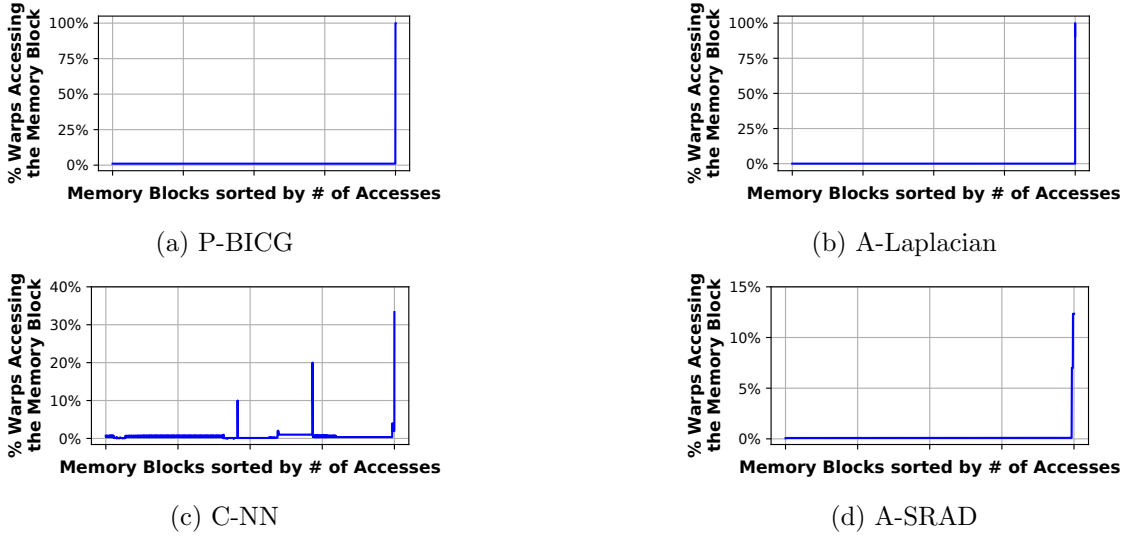 % Warps Accessing
the Memory Block
100%
75%
50%
25%
0%
Memory Blocks sorted by # of Accesses
(a) P-BICG
% Warps Accessing
the Memory Block
100%
75%
50%
25%
0%
Memory Blocks sorted by # of Accesses
(b) A-Laplacian
% Warps Accessing
the Memory Block
40%
30%
20%
10%
0%
Memory Blocks sorted by # of Accesses
(c) C-NN
% Warps Accessing
the Memory Block
15%
10%
5%
0%
Memory Blocks sorted by # of Accesses
(d) A-SRAD